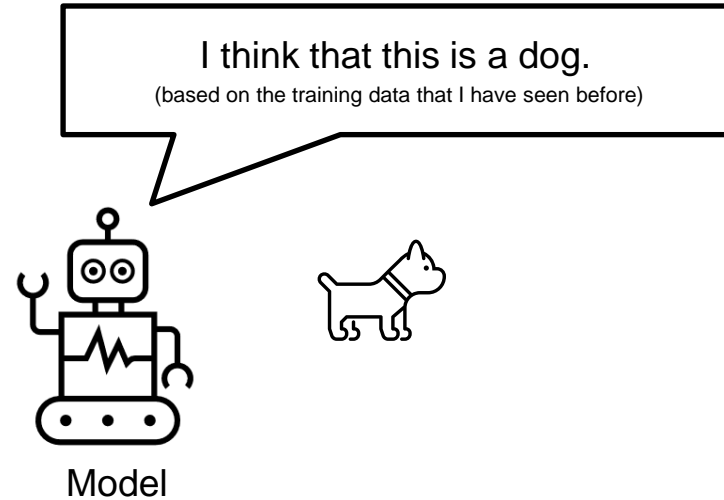 I think that this is a dog.
(based on the training data that I have seen before)
Model